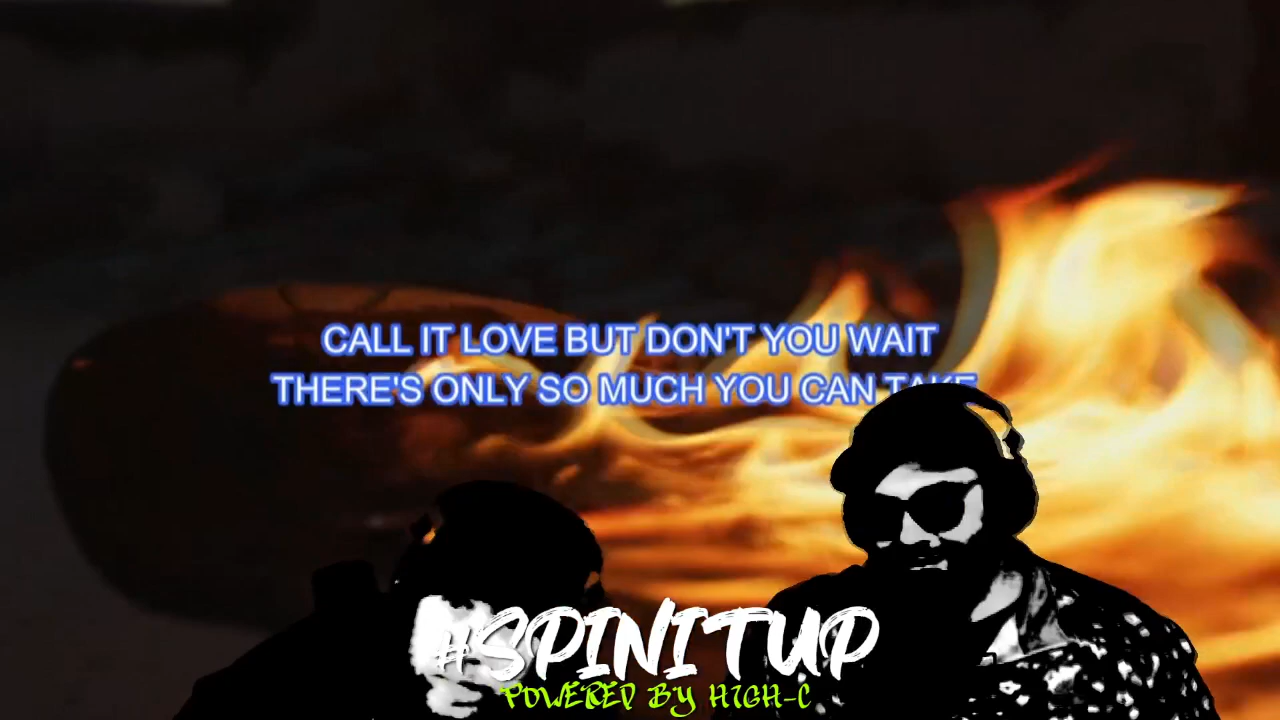 CALL IT LOVE BUT DON'T YOU WAIT
THERE'S ONLY SO MUCH YOU CAN TAKE
#SPINITUP
POWERED BY HIGH-C